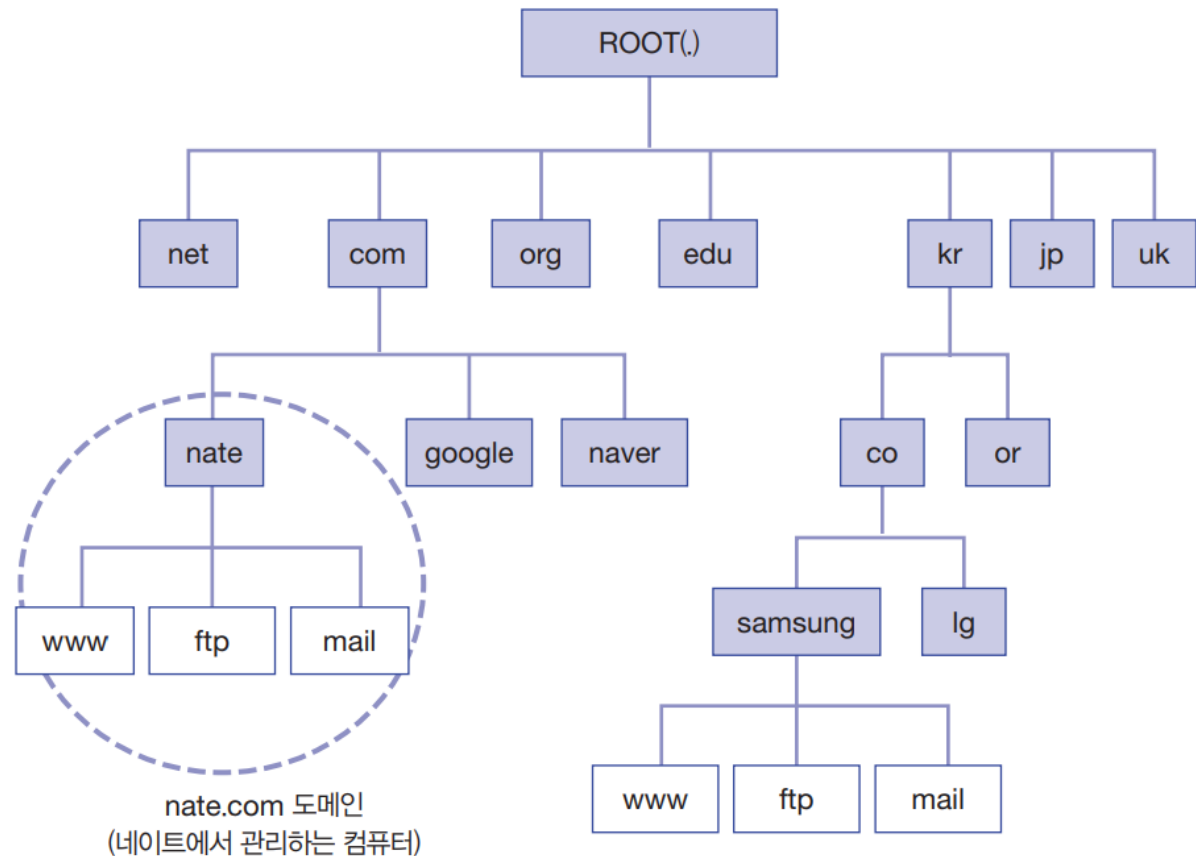 ROOT(.)
net
com
org
edu
kr
jp
uk
nate
google
naver
co
or
www
ftp
mail
samsung
lg
www
ftp
mail
nate.com 도메인
(네이트에서 관리하는 컴퓨터)